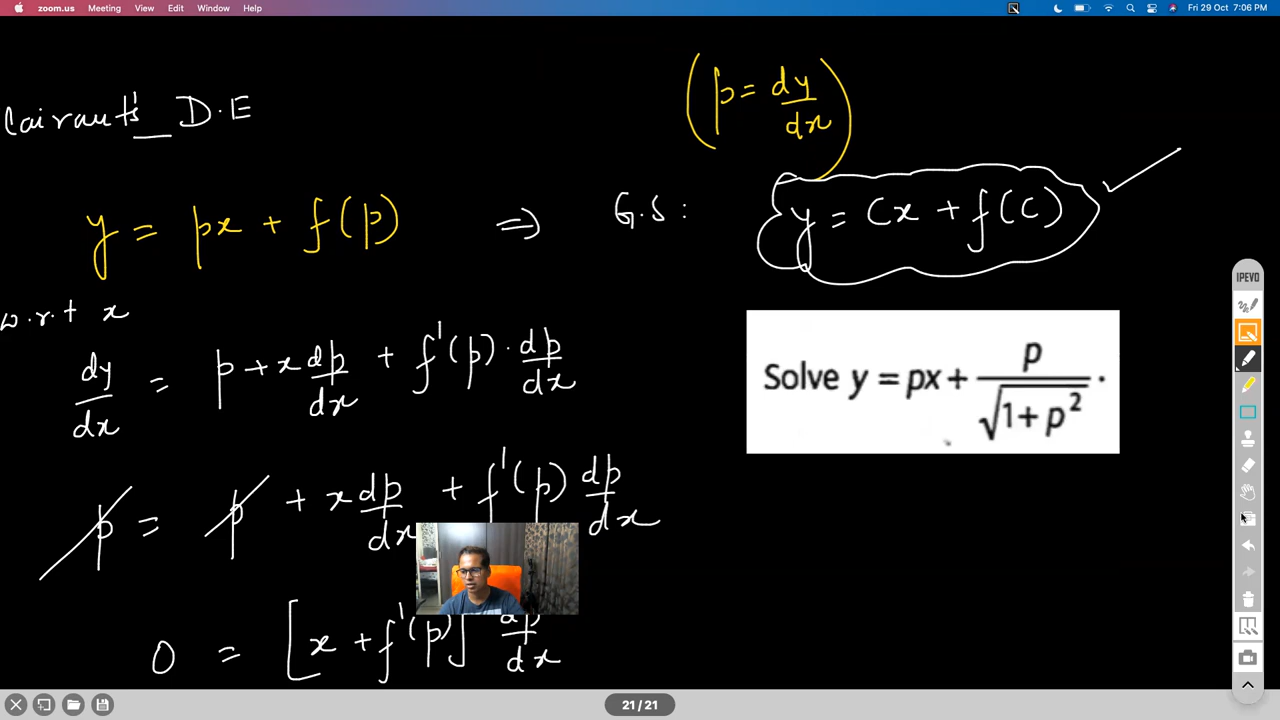 zoom.us Meeting View Edit Window Help Fri 29 Oct 7:06 PM
(p = dy/dx)
Cairaut's D.E
y = px + f(p) ⇒ G.S: y = Cx + f(C) ✓
w.r.t x
dy/dx = p + x dp/dx + f'(p) · dp/dx
Solve y = px + p/√(1+p²).
p = p + x dp/dx + f'(p) dp/dx
0 = [x + f'(p)] dp/dx
IPEVO
21 / 21